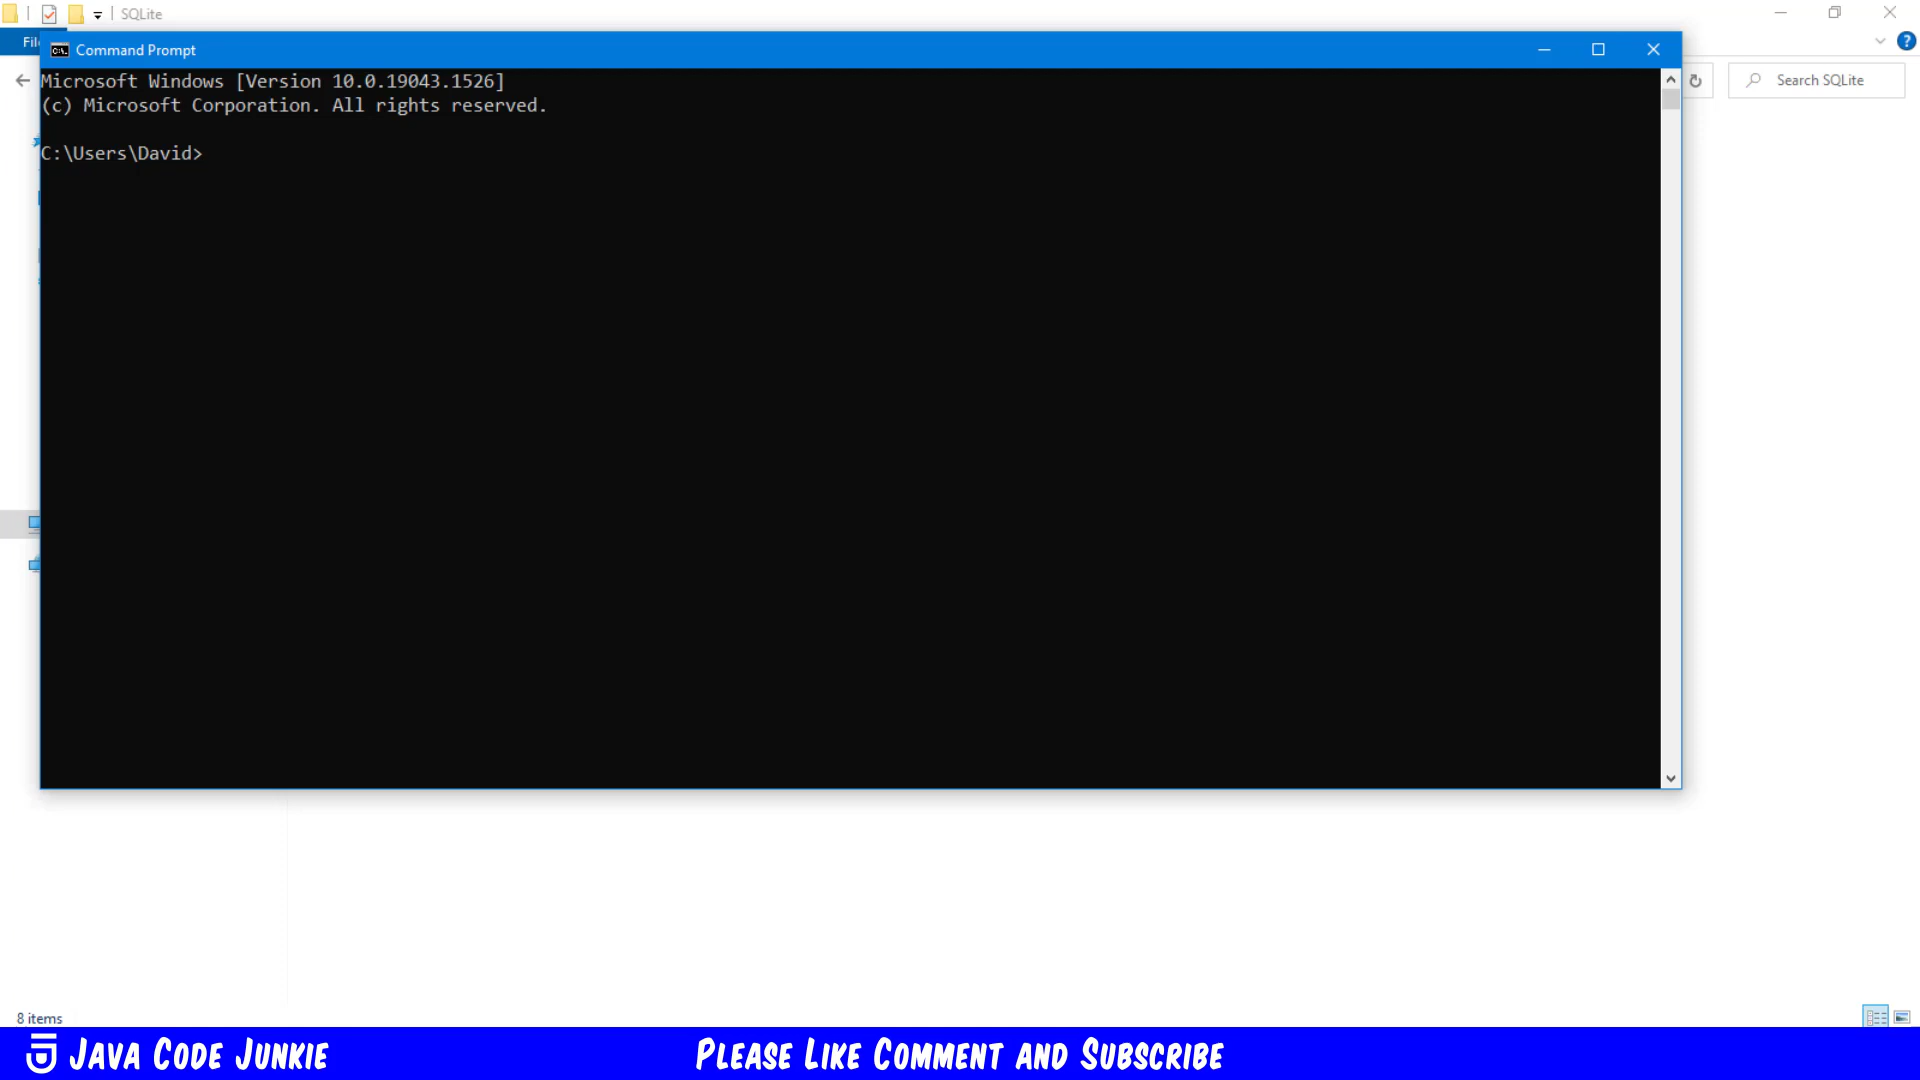 SQLite
Fil
Command Prompt
Search SQLite
Microsoft Windows [Version 10.0.19043.1526]
(c) Microsoft Corporation. All rights reserved.
C:\Users\David>
8 items
Java Code Junkie
Please Like Comment and Subscribe